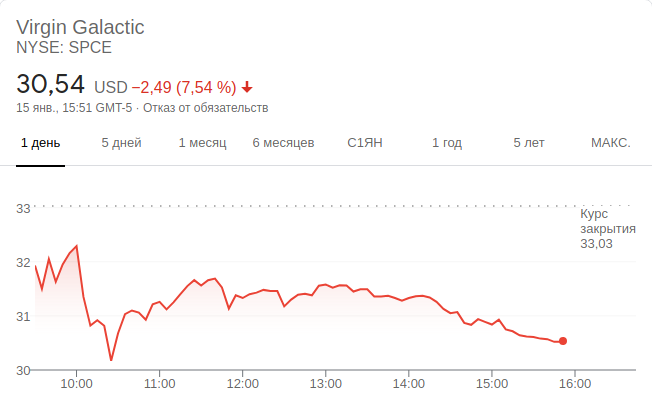 Virgin Galactic
NYSE: SPCE
30,54 USD −2,49 (7,54 %)
15 янв., 15:51 GMT-5 · Отказ от обязательств
1 день 5 дней 1 месяц 6 месяцев С1ЯН 1 год 5 лет МАКС.
33
Курс
закрытия
33,03
32
31
30
10:00 11:00 12:00 13:00 14:00 15:00 16:00